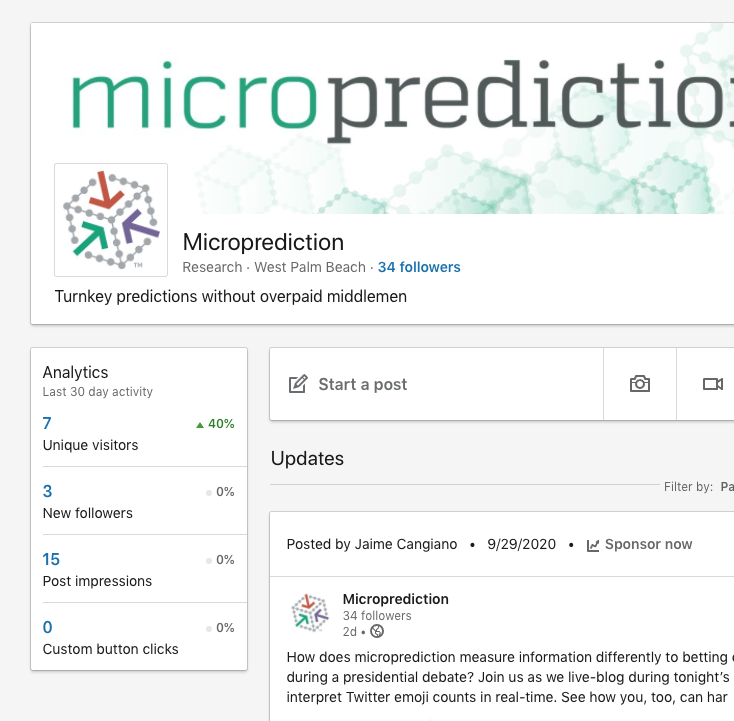 microprediction
TM
Microprediction
Research · West Palm Beach · 34 followers
Turnkey predictions without overpaid middlemen
Analytics
Last 30 day activity
7
40%
Unique visitors
3
0%
New followers
15
0%
Post impressions
0
0%
Custom button clicks
Start a post
Updates
Filter by:
Posted by Jaime Cangiano • 9/29/2020 • Sponsor now
Microprediction
34 followers
2d •
How does microprediction measure information differently to betting
during a presidential debate? Join us as we live-blog during tonight’s
interpret Twitter emoji counts in real-time. See how you, too, can